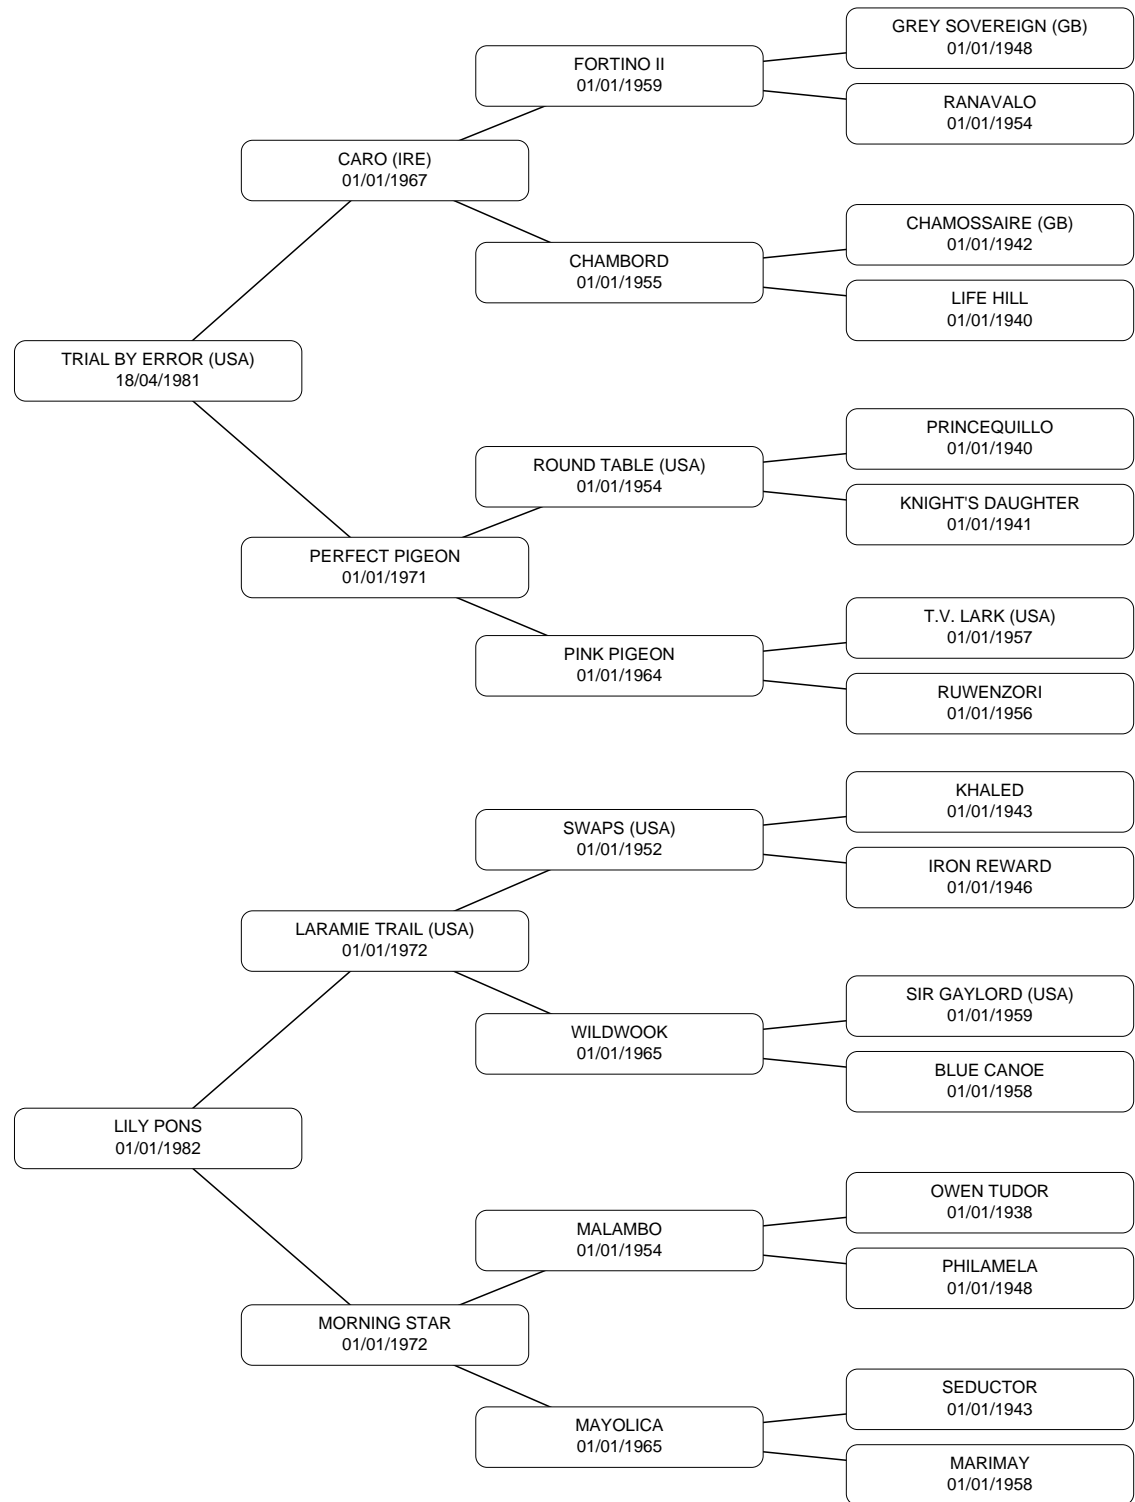 GREY SOVEREIGN (GB)
01/01/1948
FORTINO II
01/01/1959
RANAVALO
01/01/1954
CARO (IRE)
01/01/1967
CHAMOSSAIRE (GB)
01/01/1942
CHAMBORD
01/01/1955
LIFE HILL
01/01/1940
TRIAL BY ERROR (USA)
18/04/1981
PRINCEQUILLO
01/01/1940
ROUND TABLE (USA)
01/01/1954
KNIGHT'S DAUGHTER
01/01/1941
PERFECT PIGEON
01/01/1971
T.V. LARK (USA)
01/01/1957
PINK PIGEON
01/01/1964
RUWENZORI
01/01/1956
KHALED
01/01/1943
SWAPS (USA)
01/01/1952
IRON REWARD
01/01/1946
LARAMIE TRAIL (USA)
01/01/1972
SIR GAYLORD (USA)
01/01/1959
WILDWOOK
01/01/1965
BLUE CANOE
01/01/1958
LILY PONS
01/01/1982
OWEN TUDOR
01/01/1938
MALAMBO
01/01/1954
PHILAMELA
01/01/1948
MORNING STAR
01/01/1972
SEDUCTOR
01/01/1943
MAYOLICA
01/01/1965
MARIMAY
01/01/1958